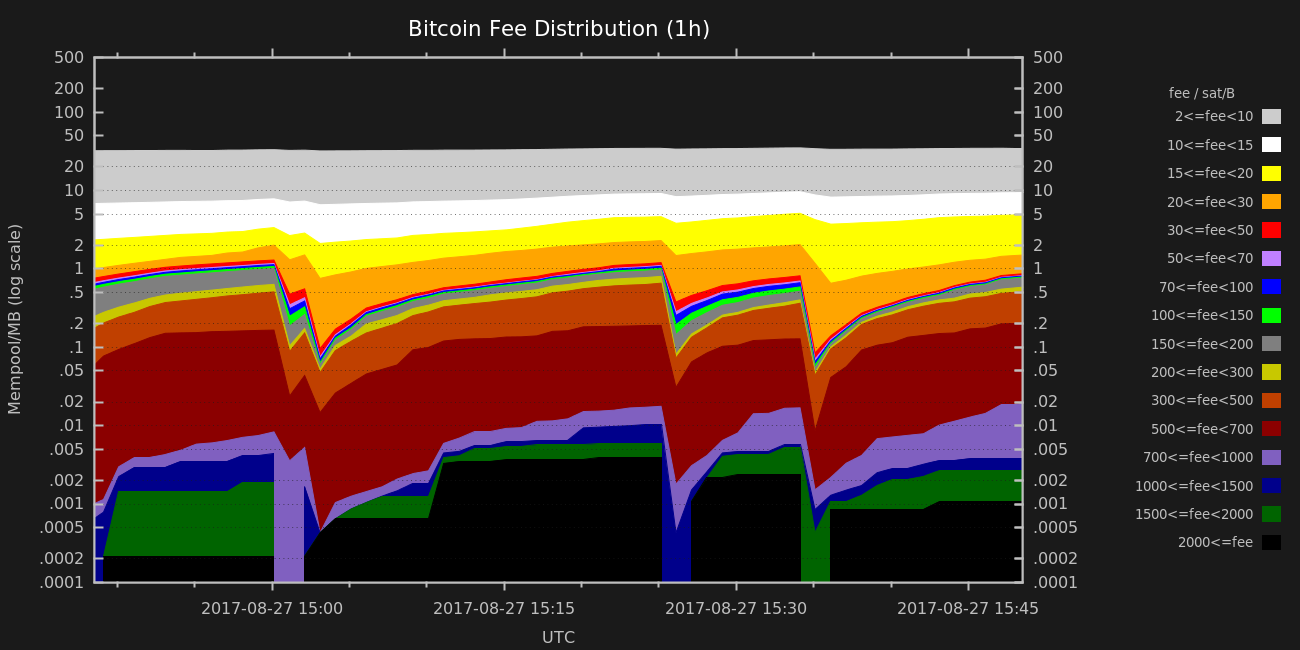 Bitcoin Fee Distribution (1h)
Mempool/MB (log scale)
500
200
100
50
20
10
5
2
1
.5
.2
.1
.05
.02
.01
.005
.002
.001
.0005
.0002
.0001
500
200
100
50
20
10
5
2
1
.5
.2
.1
.05
.02
.01
.005
.002
.001
.0005
.0002
.0001
2017-08-27 15:00
2017-08-27 15:15
2017-08-27 15:30
2017-08-27 15:45
UTC
fee / sat/B
2<=fee<10
10<=fee<15
15<=fee<20
20<=fee<30
30<=fee<50
50<=fee<70
70<=fee<100
100<=fee<150
150<=fee<200
200<=fee<300
300<=fee<500
500<=fee<700
700<=fee<1000
1000<=fee<1500
1500<=fee<2000
2000<=fee